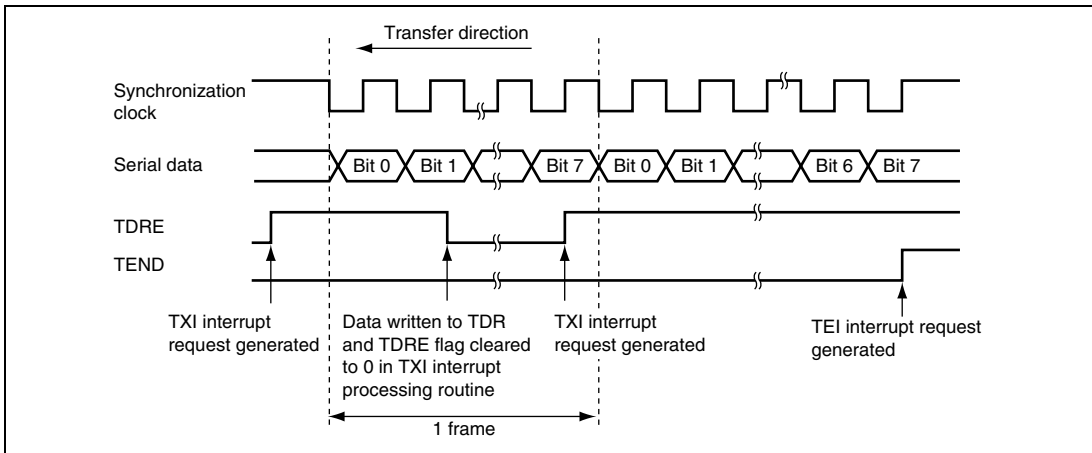 Transfer direction
Synchronization
clock
Serial data
Bit 0 Bit 1 Bit 7 Bit 0 Bit 1 Bit 6 Bit 7
TDRE
TEND
TXI interrupt
request generated
Data written to TDR
and TDRE flag cleared
to 0 in TXI interrupt
processing routine
TXI interrupt
request generated
TEI interrupt request
generated
1 frame